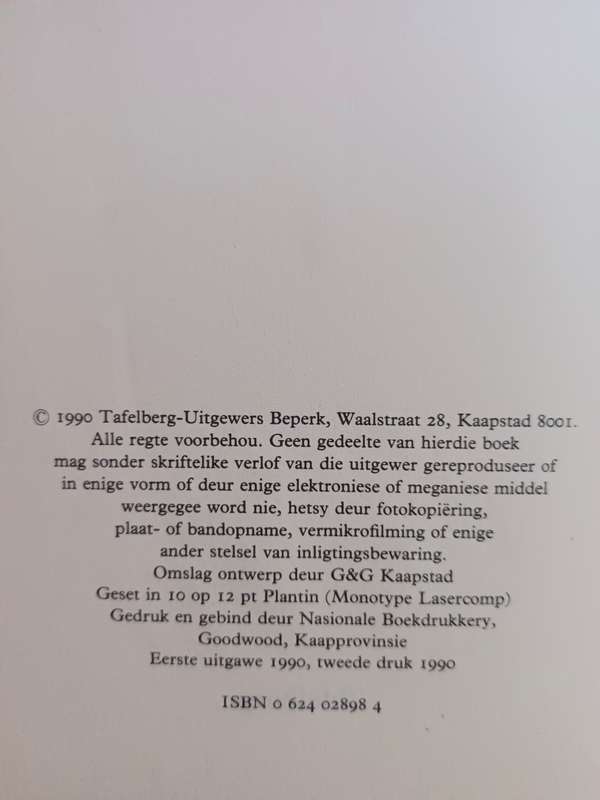 © 1990 Tafelberg-Uitgewers Beperk, Waalstraat 28, Kaapstad 8001.
Alle regte voorbehou. Geen gedeelte van hierdie boek
mag sonder skriftelike verlof van die uitgewer gereproduseer of
in enige vorm of deur enige elektroniese of meganiese middel
weergegee word nie, hetsy deur fotokopiëring,
plaat- of bandopname, vermikrofilming of enige
ander stelsel van inligtingsbewaring.
Omslag ontwerp deur G&G Kaapstad
Geset in 10 op 12 pt Plantin (Monotype Lasercomp)
Gedruk en gebind deur Nasionale Boekdrukkery,
Goodwood, Kaapprovinsie
Eerste uitgawe 1990, tweede druk 1990
ISBN 0 624 02898 4